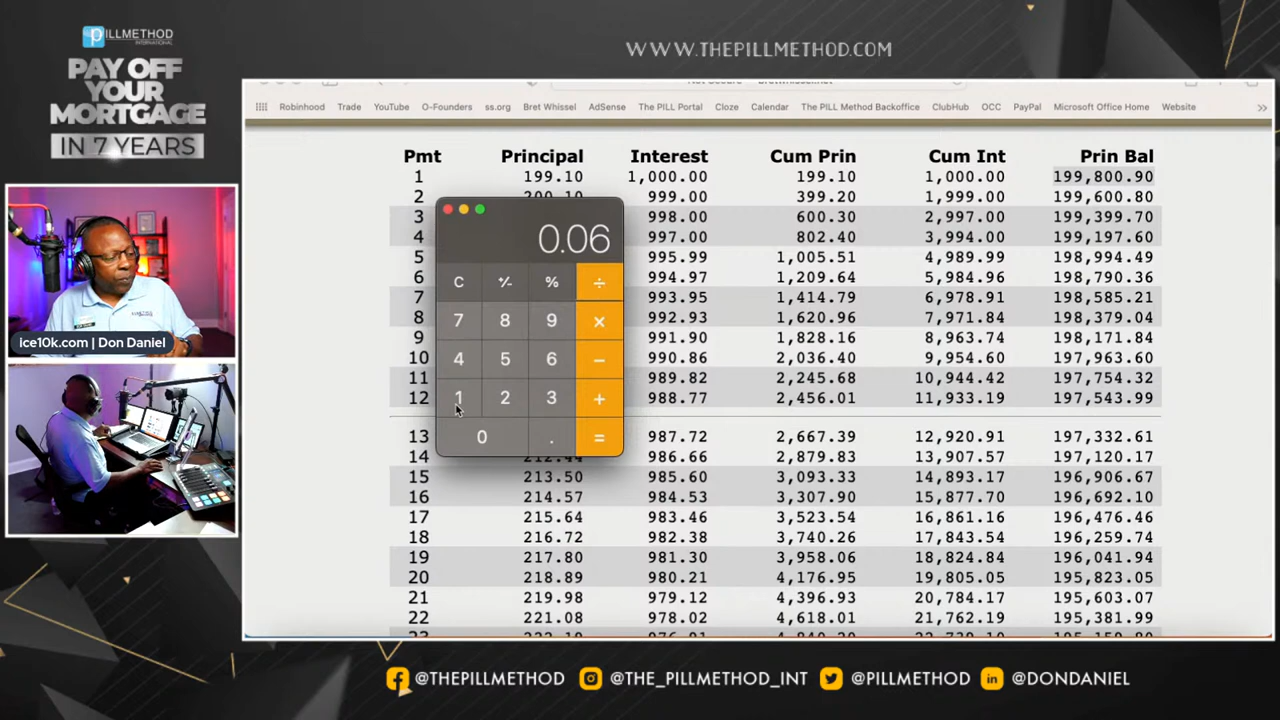 PILLMETHOD
INTERNATIONAL
PAY OFF
YOUR
MORTGAGE
IN 7 YEARS
WWW.THEPILLMETHOD.COM
Robinhood Trade YouTube O-Founders ss.org Bret Whissel AdSense The PILL Portal Cloze Calendar The PILL Method Backoffice ClubHub OCC PayPal Microsoft Office Home Website >>
Pmt Principal Interest Cum Prin Cum Int Prin Bal
1 199.10 1,000.00 199.10 1,000.00 199,800.90
2 200.10 999.00 399.20 1,999.00 199,600.80
3 998.00 600.30 2,997.00 199,399.70
4 997.00 802.40 3,994.00 199,197.60
5 995.99 1,005.51 4,989.99 198,994.49
6 994.97 1,209.64 5,984.96 198,790.36
7 993.95 1,414.79 6,978.91 198,585.21
8 992.93 1,620.96 7,971.84 198,379.04
9 991.90 1,828.16 8,963.74 198,171.84
10 990.86 2,036.40 9,954.60 197,963.60
11 989.82 2,245.68 10,944.42 197,754.32
12 988.77 2,456.01 11,933.19 197,543.99
13 987.72 2,667.39 12,920.91 197,332.61
14 212.44 986.66 2,879.83 13,907.57 197,120.17
15 213.50 985.60 3,093.33 14,893.17 196,906.67
16 214.57 984.53 3,307.90 15,877.70 196,692.10
17 215.64 983.46 3,523.54 16,861.16 196,476.46
18 216.72 982.38 3,740.26 17,843.54 196,259.74
19 217.80 981.30 3,958.06 18,824.84 196,041.94
20 218.89 980.21 4,176.95 19,805.05 195,823.05
21 219.98 979.12 4,396.93 20,784.17 195,603.07
22 221.08 978.02 4,618.01 21,762.19 195,381.99
0.06
C +/- % ÷
7 8 9 ×
4 5 6 −
1 2 3 +
0 . =
ice10k.com | Don Daniel
@THEPILLMETHOD @THE_PILLMETHOD_INT @PILLMETHOD @DONDANIEL